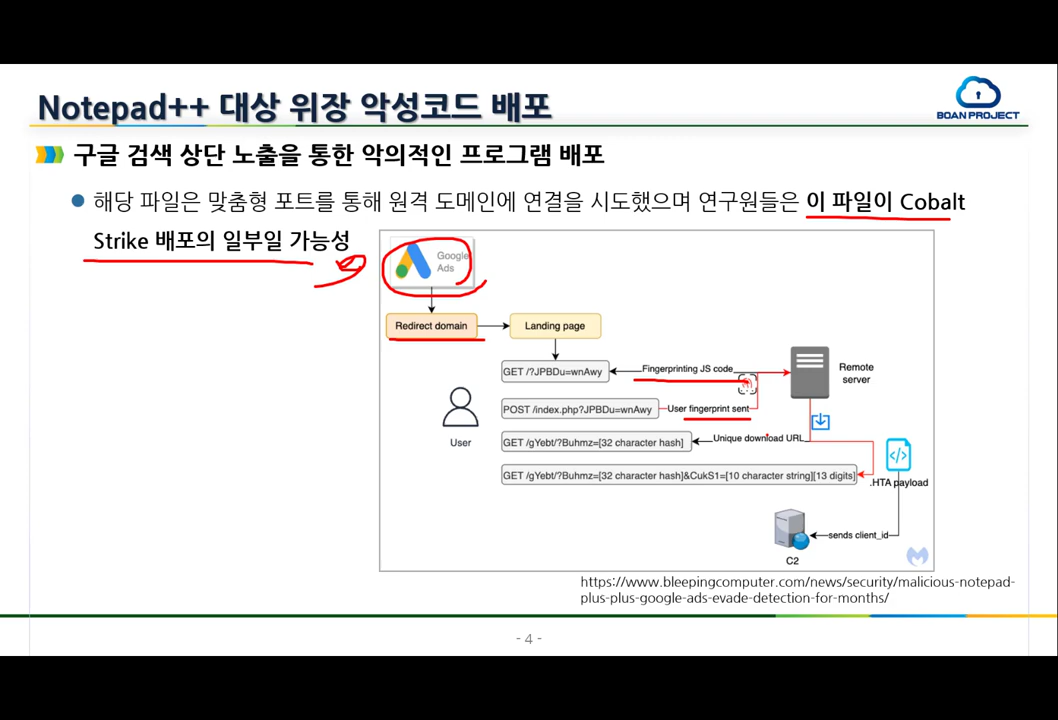 Notepad++ 대상 위장 악성코드 배포
BOANPROJECT
구글 검색 상단 노출을 통한 악의적인 프로그램 배포
해당 파일은 맞춤형 포트를 통해 원격 도메인에 연결을 시도했으며 연구원들은 이 파일이 Cobalt
Strike 배포의 일부일 가능성
Google
Ads
Redirect domain
Landing page
GET /?JPBDu=wnAwy
Fingerprinting JS code
Remote
server
POST /index.php?JPBDu=wnAwy
User fingerprint sent
User
GET /gYebt/?Buhmz=[32 character hash]
Unique download URL
GET /gYebt/?Buhmz=[32 character hash]&CukS1=[10 character string][13 digits]
.HTA payload
sends client_id
C2
https://www.bleepingcomputer.com/news/security/malicious-notepad-
plus-plus-google-ads-evade-detection-for-months/
- 4 -